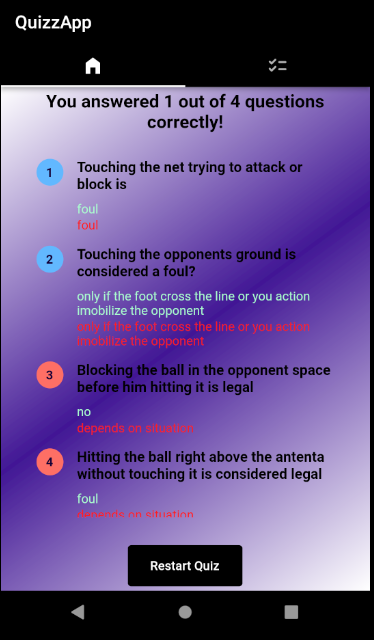 QuizzApp
You answered 1 out of 4 questions
correctly!
1
Touching the net trying to attack or
block is
foul
foul
2
Touching the opponents ground is
considered a foul?
only if the foot cross the line or you action
imobilize the opponent
only if the foot cross the line or you action
imobilize the opponent
3
Blocking the ball in the opponent space
before him hitting it is legal
no
depends on situation
4
Hitting the ball right above the antenta
without touching it is considered legal
foul
depends on situation
Restart Quiz